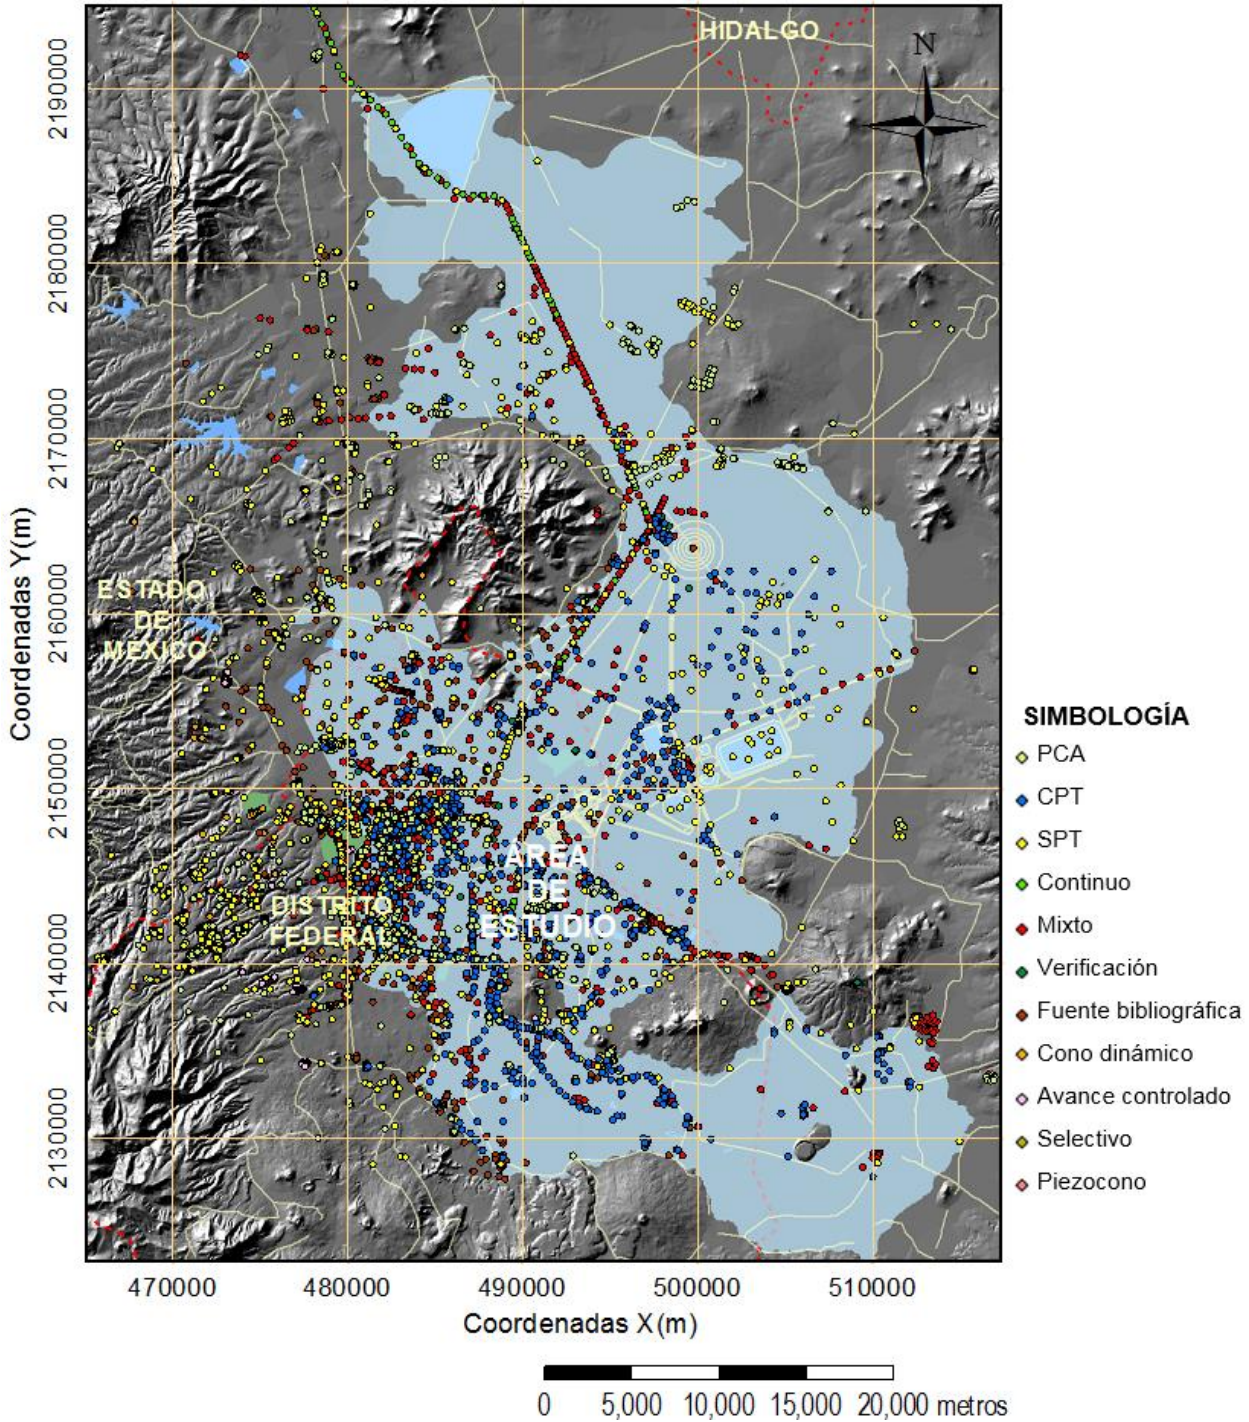 HIDALGO
N
2190000
2180000
2170000
2160000
2150000
2140000
2130000
Coordenadas Y(m)
ESTADO
DE
MÉXICO
ÁREA
DE
ESTUDIO
DISTRITO
FEDERAL
SIMBOLOGÍA
PCA
CPT
SPT
Continuo
Mixto
Verificación
Fuente bibliográfica
Cono dinámico
Avance controlado
Selectivo
Piezocono
470000 480000 490000 500000 510000
Coordenadas X(m)
0 5,000 10,000 15,000 20,000 metros